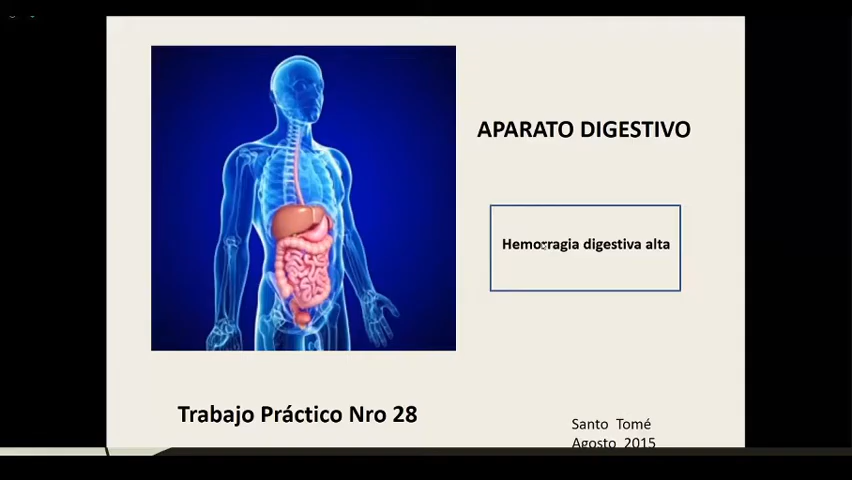 APARATO DIGESTIVO
Hemorragia digestiva alta
Trabajo Práctico Nro 28
Santo Tomé
Agosto 2015